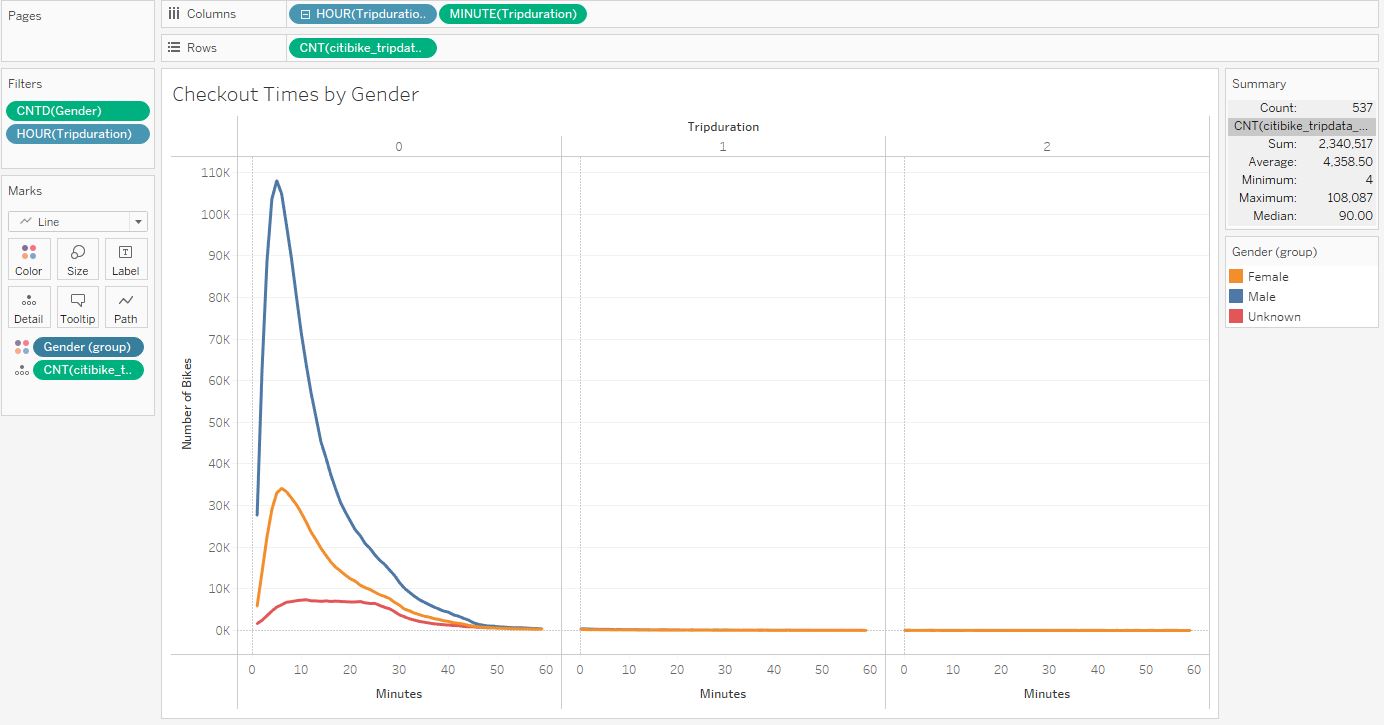 Pages
Columns
HOUR(Tripduratio..
MINUTE(Tripduration)
Rows
CNT(citibike_tripdat..
Filters
CNTD(Gender)
HOUR(Tripduration)
Marks
Line
Color
Size
Label
Detail
Tooltip
Path
Gender (group)
CNT(citibike_t..
Checkout Times by Gender
Tripduration
0
1
2
110K
100K
90K
80K
70K
60K
50K
40K
30K
20K
10K
0K
Number of Bikes
0 10 20 30 40 50 60
0 10 20 30 40 50 60
0 10 20 30 40 50 60
Minutes
Minutes
Minutes
Summary
Count: 537
CNT(citibike_tripdata_...
Sum: 2,340,517
Average: 4,358.50
Minimum: 4
Maximum: 108,087
Median: 90.00
Gender (group)
Female
Male
Unknown